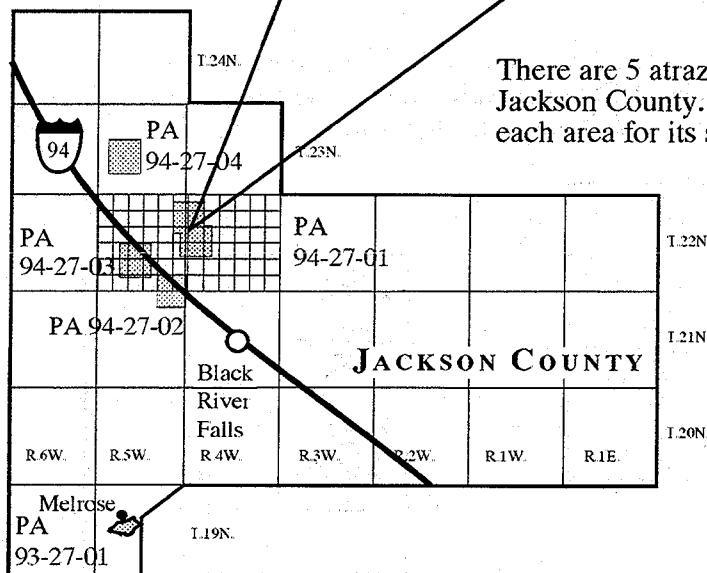 T.24N.
There are 5 atraz
Jackson County.
each area for its s
94
PA
94-27-04
T.23N.
PA
94-27-03
PA
94-27-01
T.22N.
PA 94-27-02
T.21N.
JACKSON COUNTY
Black
River
Falls
T.20N.
R.6W.
R.5W.
R.4W.
R.3W.
R.2W.
R.1W.
R.1E.
Melrose
PA
93-27-01
T.19N.